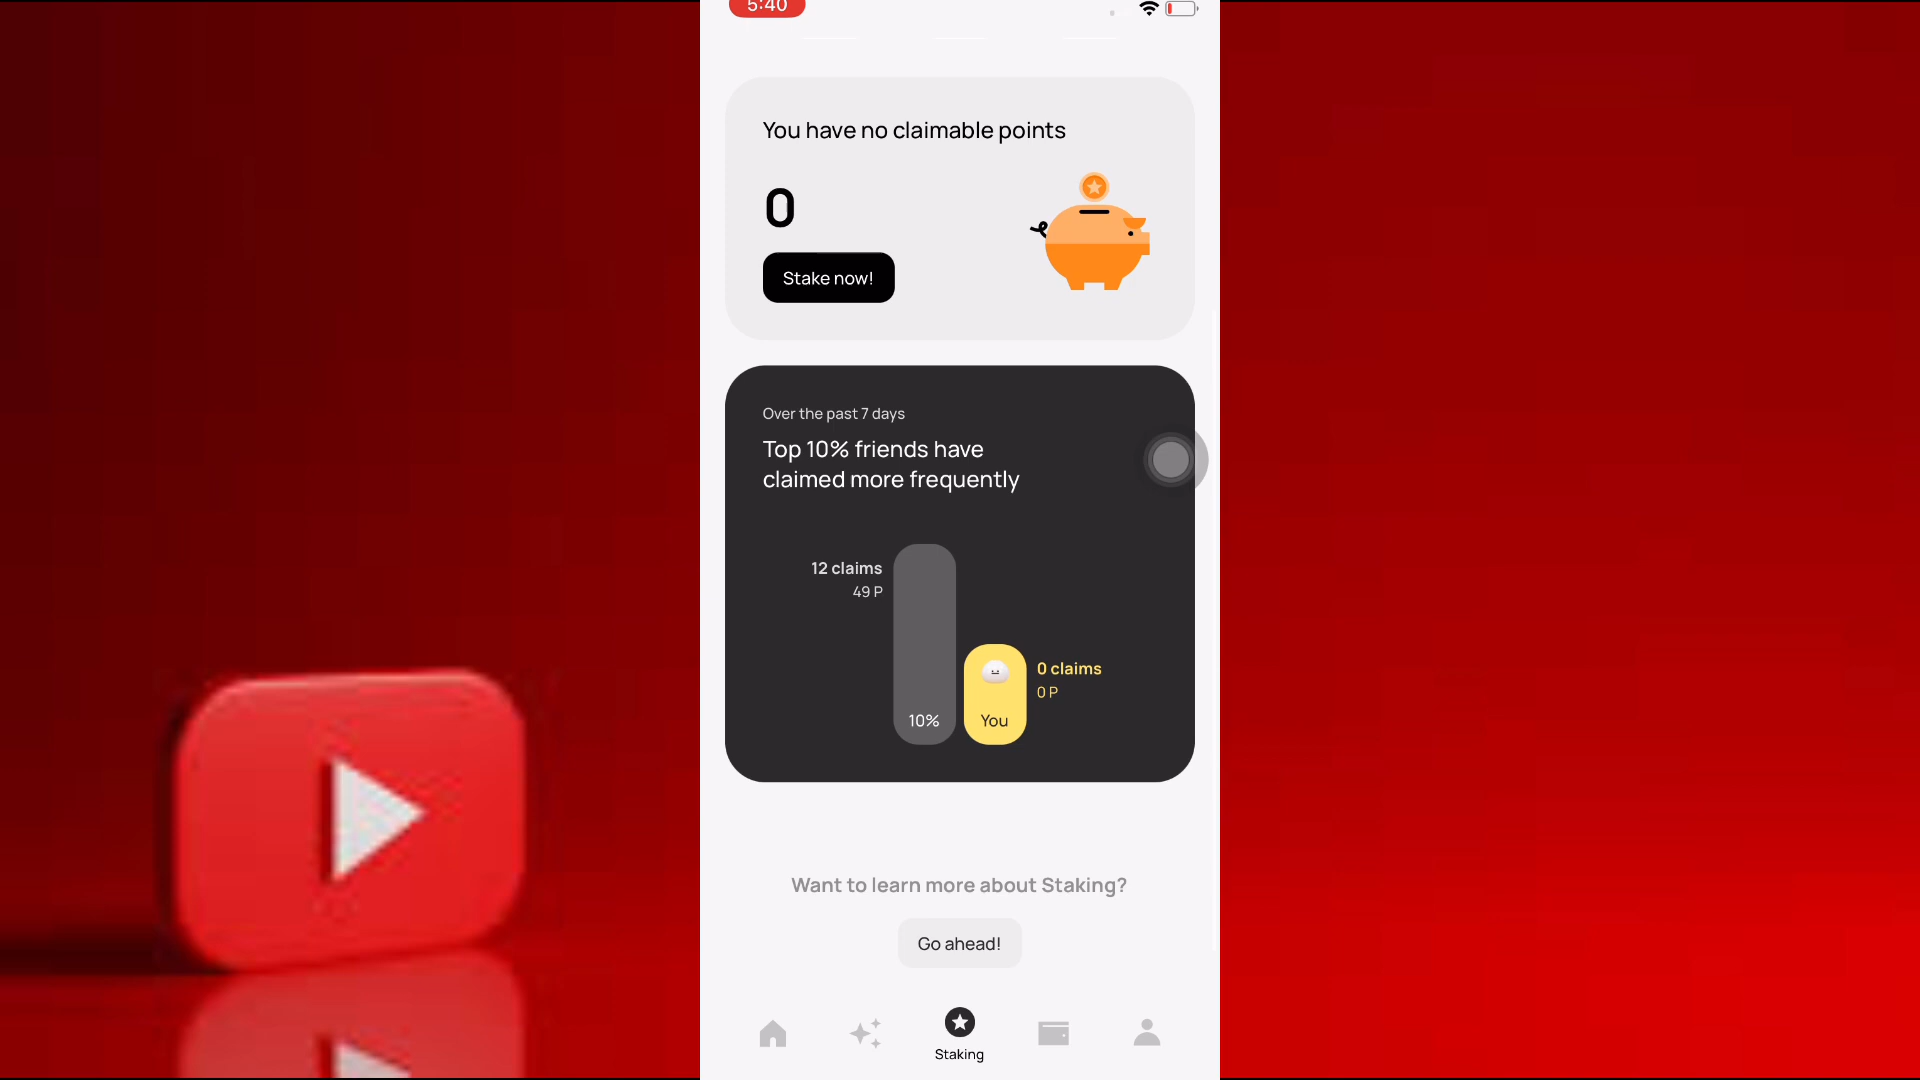 5:40
You have no claimable points
0
Stake now!
Over the past 7 days
Top 10% friends have
claimed more frequently
12 claims
49 P
10%
0 claims
0 P
You
Want to learn more about Staking?
Go ahead!
Staking